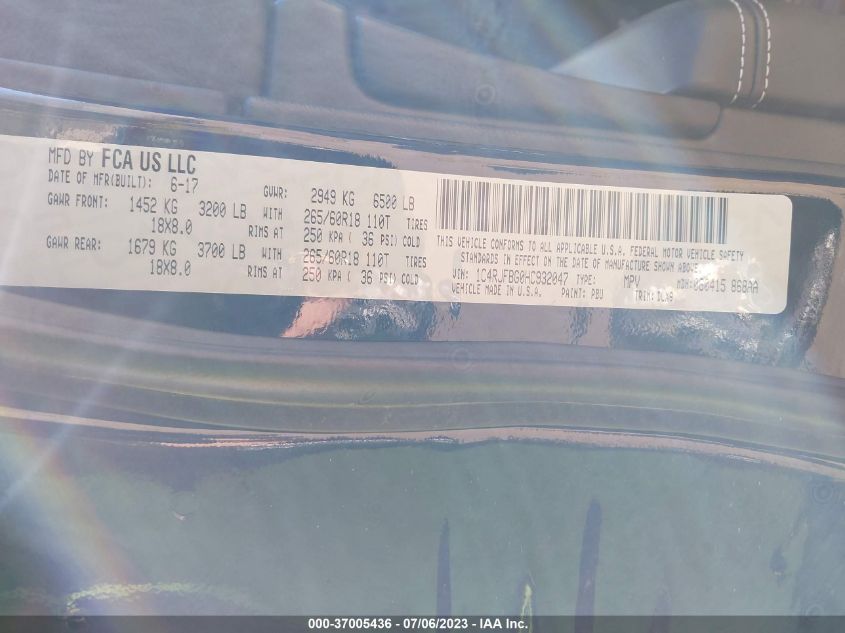 MFD BY FCA US LLC
DATE OF MFR(BUILT): 6-17 GVWR: 2949 KG 6500 LB
GAWR FRONT: 1452 KG 3200 LB WITH 265/60R18 110T TIRES
18X8.0 RIMS AT 250 KPA ( 36 PSI) COLD
GAWR REAR: 1679 KG 3700 LB WITH 265/60R18 110T TIRES
18X8.0 RIMS AT 250 KPA ( 36 PSI) COLD
THIS VEHICLE CONFORMS TO ALL APPLICABLE U.S.A. FEDERAL MOTOR VEHICLE SAFETY
STANDARDS IN EFFECT ON THE DATE OF MANUFACTURE SHOWN ABOVE.
VIN: 1C4RJFBG0HC932047 TYPE: MPV MDH: 060415 868AA
VEHICLE MADE IN U.S.A. PAINT: PBU TRIM: DLX9
000-37005436 - 07/06/2023 - IAA Inc.